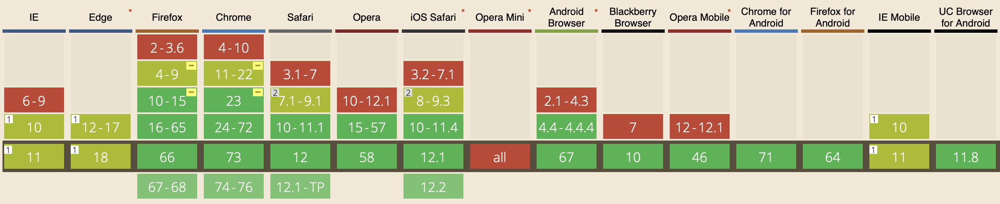 IE Edge * Firefox Chrome Safari Opera iOS Safari * Opera Mini * Android Browser * Blackberry Browser Opera Mobile * Chrome for Android Firefox for Android IE Mobile UC Browser for Android
2-3.6 4-10
4-9 - 11-22 - 3.1-7 3.2-7.1
6-9 10-15 - 23 - 2 7.1-9.1 10-12.1 2 8-9.3 2.1-4.3
1 10 1 12-17 16-65 24-72 10-11.1 15-57 10-11.4 4.4-4.4.4 7 12-12.1 1 10
1 11 1 18 66 73 12 58 12.1 all 67 10 46 71 64 1 11 11.8
67-68 74-76 12.1-TP 12.2